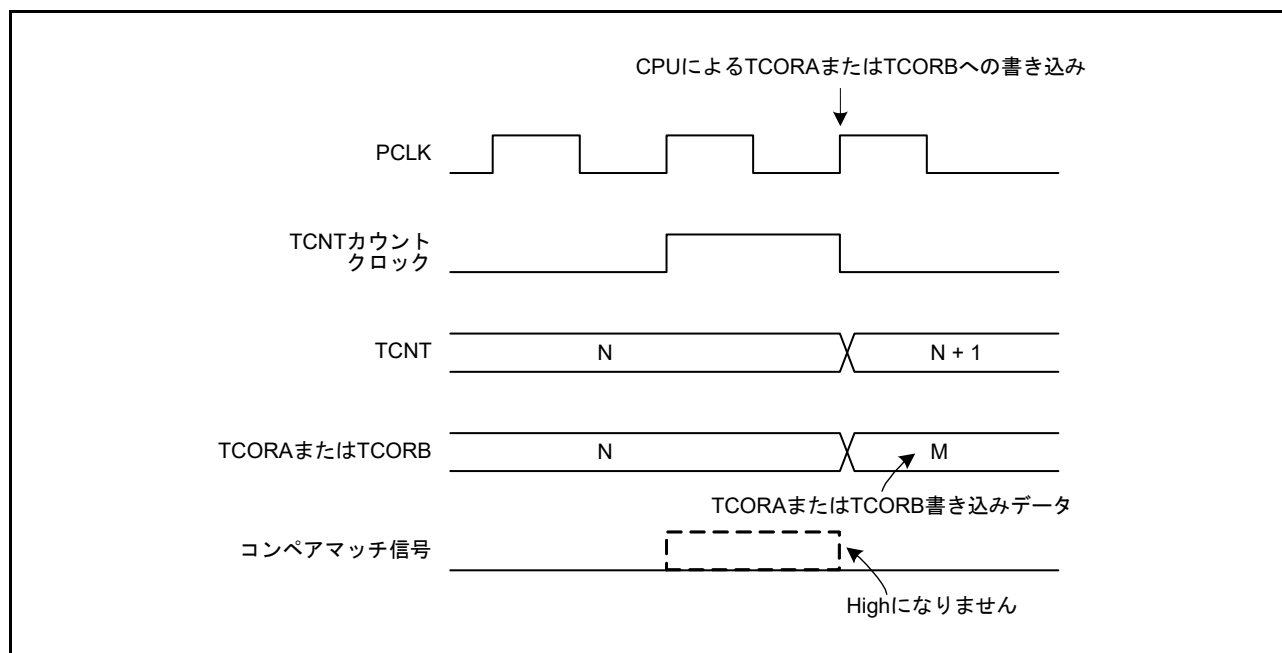 CPUによるTCORAまたはTCORBへの書き込み
PCLK
TCNTカウント
クロック
TCNT
N
N + 1
TCORAまたはTCORB
N
M
TCORAまたはTCORB書き込みデータ
コンペアマッチ信号
Highになりません